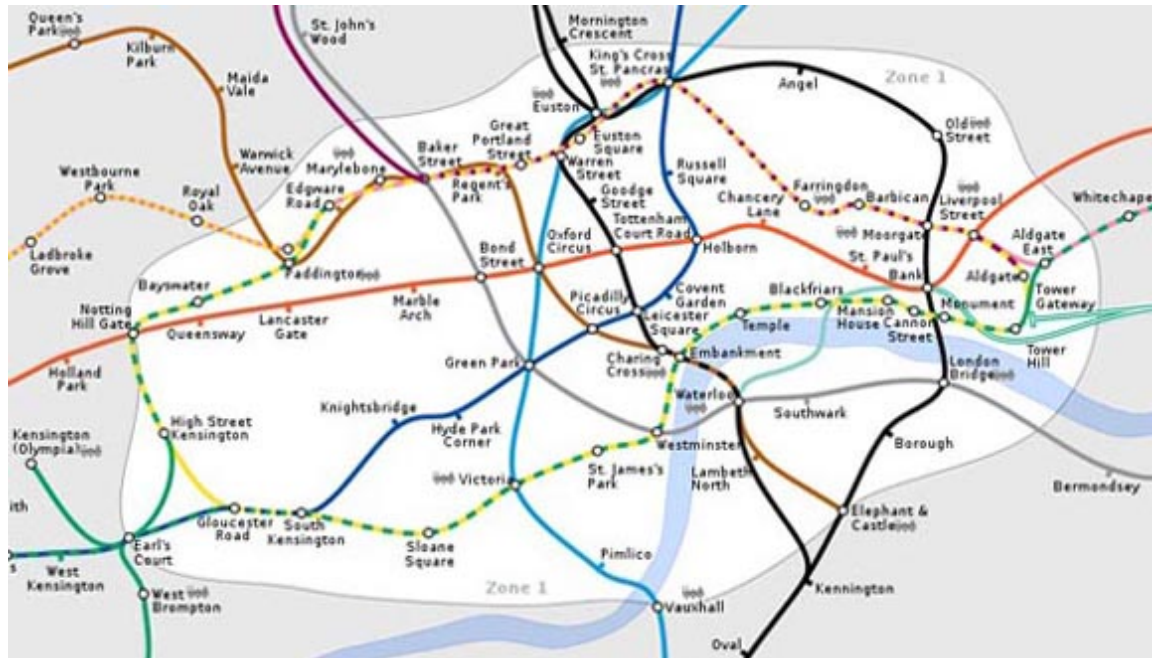 Queen's
Park
Kilburn
Park
St. John's
Wood
Mornington
Crescent
King's Cross
St. Pancras
Zone 1
Angel
Maida
Vale
Euston
Old
Street
Great
Portland
Street
Euston
Square
Baker
Street
Marylebone
Warwick
Avenue
Warren
Street
Westbourne
Park
Royal
Oak
Edgware
Road
Regent's
Park
Russell
Square
Goodge
Street
Farringdon
Barbican
Liverpool
Street
Whitechape
Chancery
Lane
Tottenham
Court Road
Oxford
Circus
Bond
Street
Holborn
Moorgate
Aldgate
East
Ladbroke
Grove
Paddington
St. Paul's
Bank
Aldgate
Bayswater
Marble
Arch
Picadilly
Circus
Covent
Garden
Leicester
Square
Blackfriars
Mansion
House
Cannon
Street
Monument
Tower
Gateway
Notting
Hill Gate
Queensway
Lancaster
Gate
Temple
Tower
Hill
Holland
Park
Green Park
Charing
Cross
Embankment
London
Bridge
Waterloo
Southwark
Knightsbridge
Hyde Park
Corner
High Street
Kensington
Kensington
(Olympia)
Westminster
Borough
St. James's
Park
Lambeth
North
Victoria
Bermondsey
ith
Gloucester
Road
South
Kensington
Sloane
Square
Elephant &
Castle
Earl's
Court
s
West
Kensington
Pimlico
West
Brompton
Zone 1
Kennington
Vauxhall
Oval